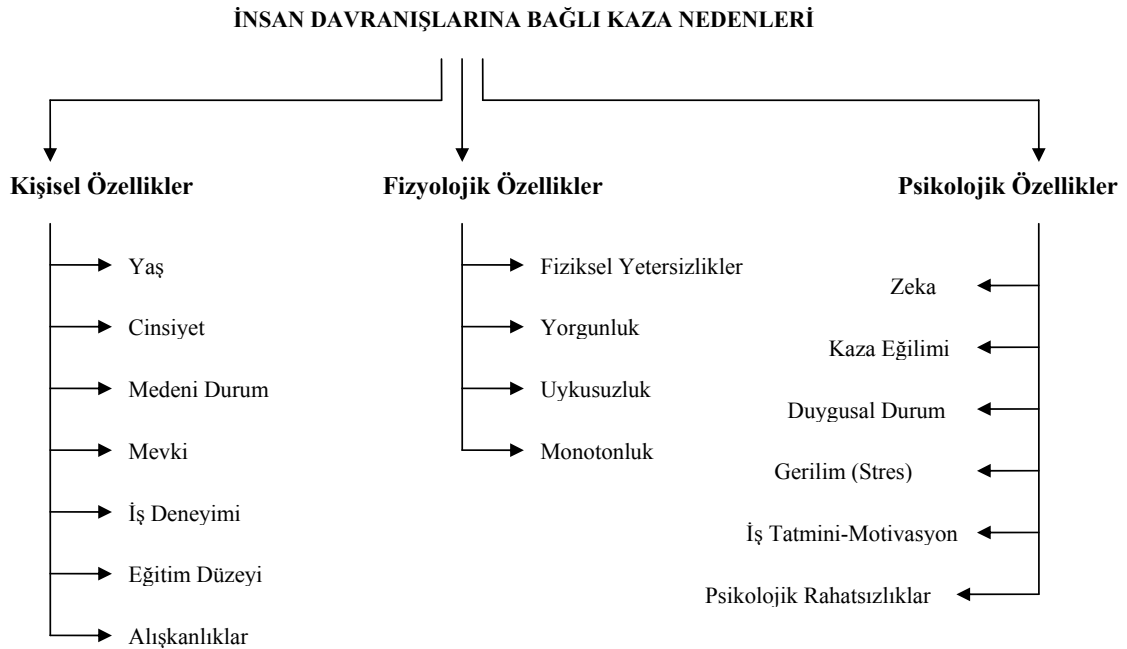 İNSAN DAVRANIŞLARINA BAĞLI KAZA NEDENLERİ
Kişisel Özellikler
Yaş
Cinsiyet
Medeni Durum
Mevki
İş Deneyimi
Eğitim Düzeyi
Alışkanlıklar
Fizyolojik Özellikler
Fiziksel Yetersizlikler
Yorgunluk
Uykusuzluk
Monotonluk
Psikolojik Özellikler
Zeka
Kaza Eğilimi
Duygusal Durum
Gerilim (Stres)
İş Tatmini-Motivasyon
Psikolojik Rahatsızlıklar